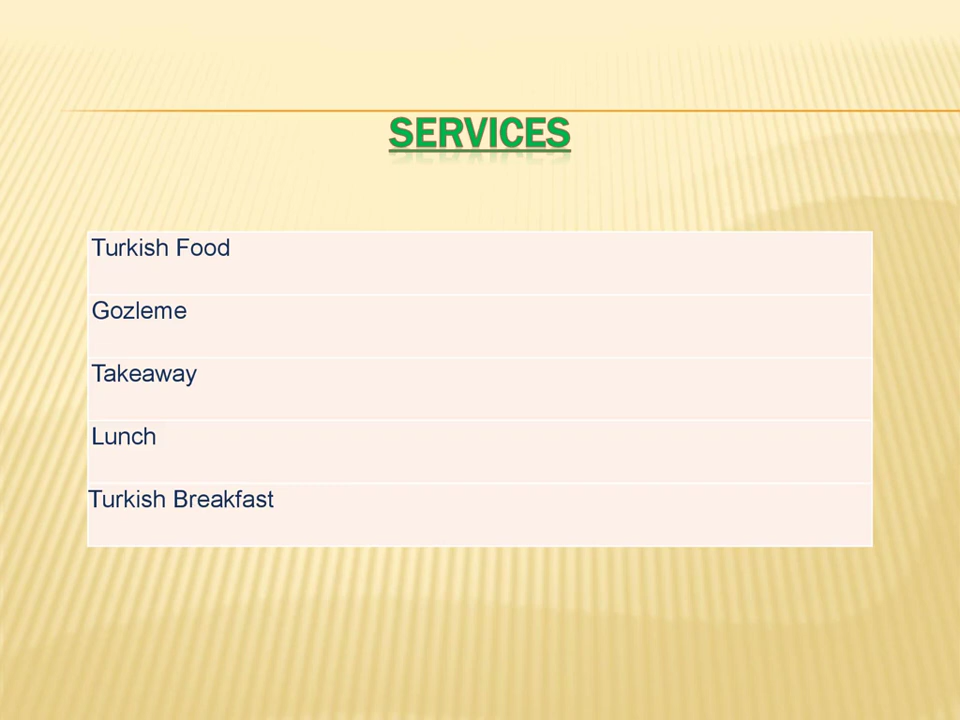 SERVICES
Turkish Food
Gozleme
Takeaway
Lunch
Turkish Breakfast